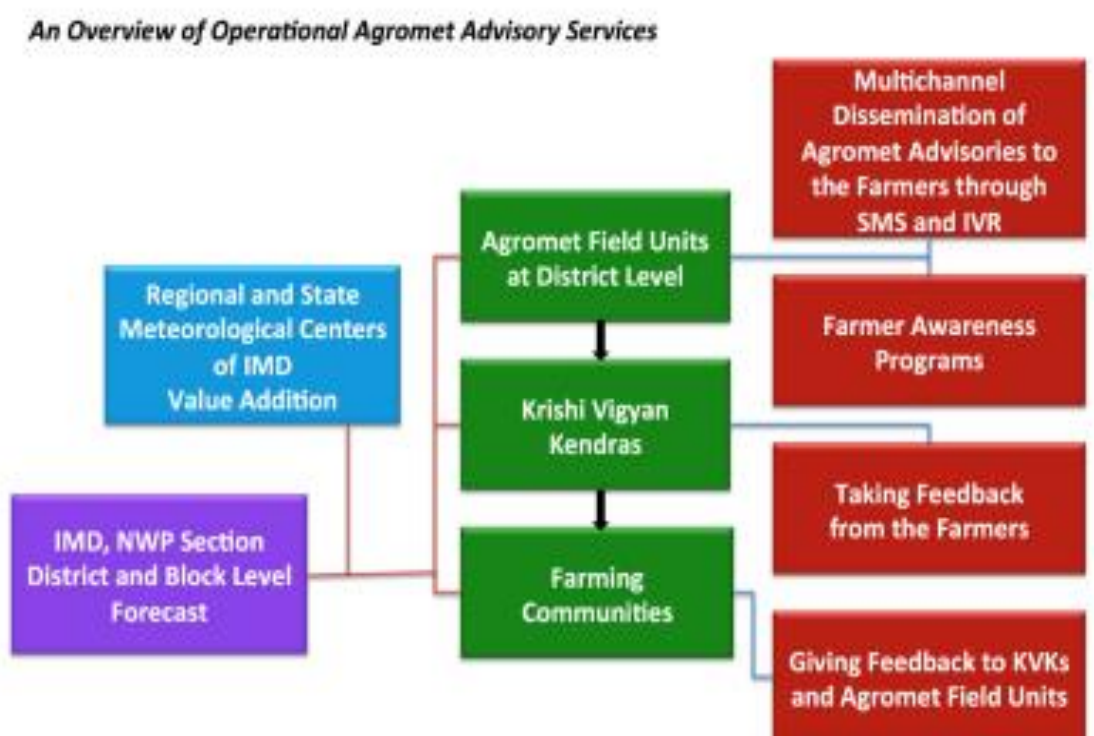 An Overview of Operational Agromet Advisory Services
Multichannel
Dissemination of
Agromet Advisories to
the Farmers through
SMS and IVR
Agromet Field Units
at District Level
Regional and State
Meteorological Centers
of IMD
Value Addition
Farmer Awareness
Programs
Krishi Vigyan
Kendras
Taking Feedback
from the Farmers
IMD, NWP Section
District and Block Level
Forecast
Farming
Communities
Giving Feedback to KVKs
and Agromet Field Units